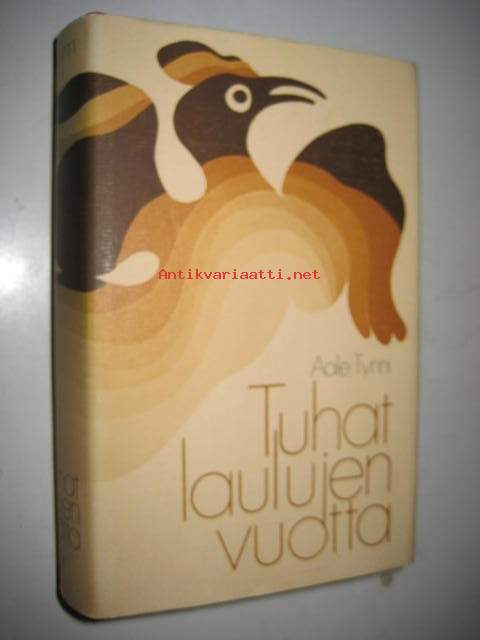 Antikvariaatti.net
Aale Tynni
Tuhat
laulujen
vuotta